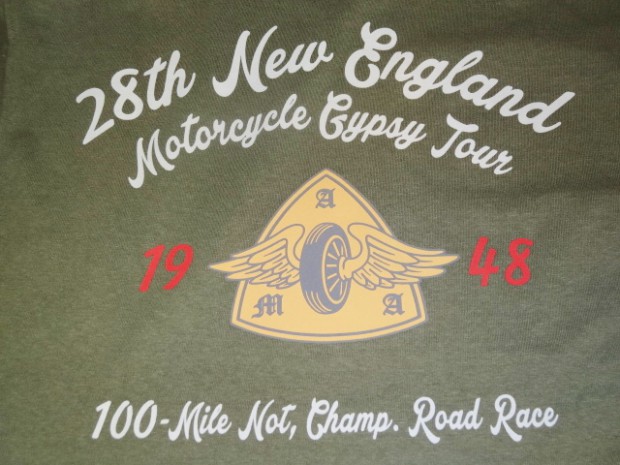 28th New England
Motorcycle Gypsy Tour
A
19 48
M A
100-Mile Not, Champ. Road Race